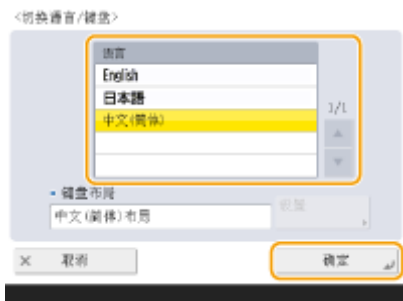 <切换语言/键盘>
语言
English
日本語
中文(简体)
1/1
键盘布局
中文(简体)布局
设置
× 取消
确定